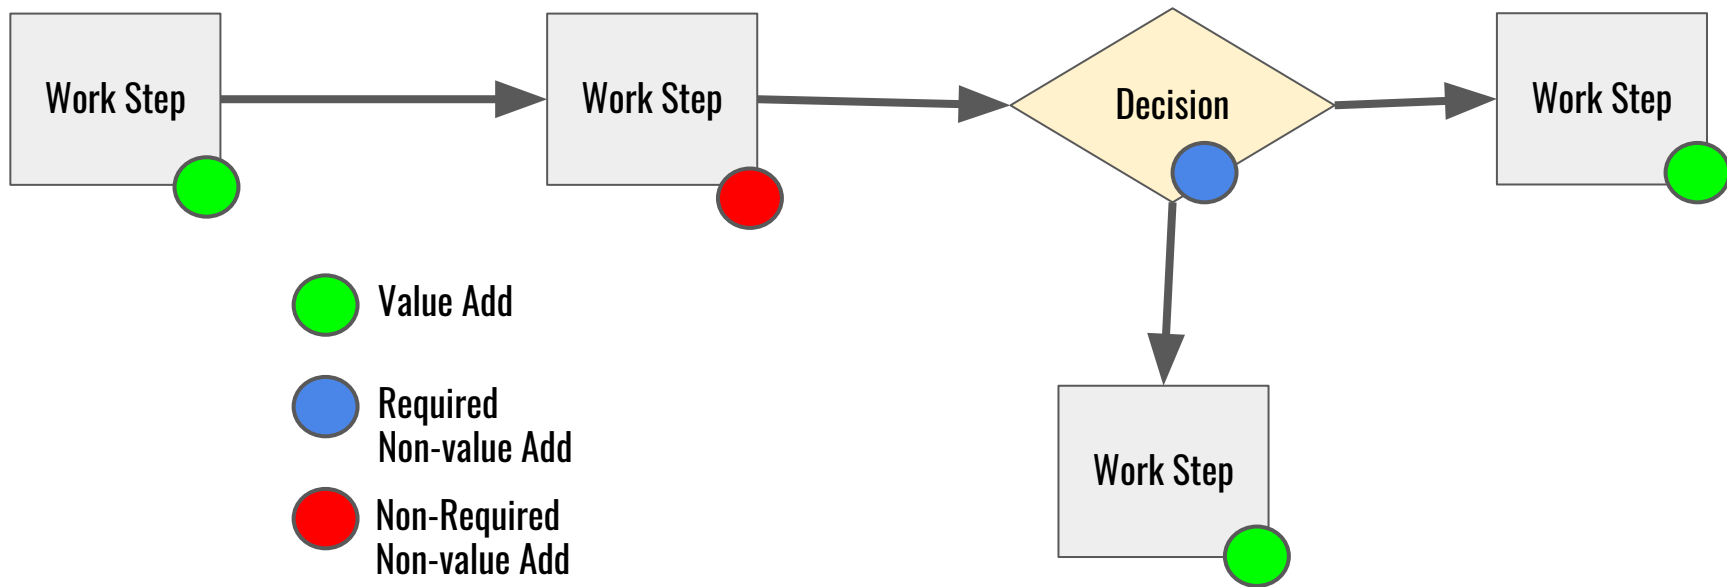 Work Step
Work Step
Decision
Work Step
Value Add
Required
Non-value Add
Work Step
Non-Required
Non-value Add